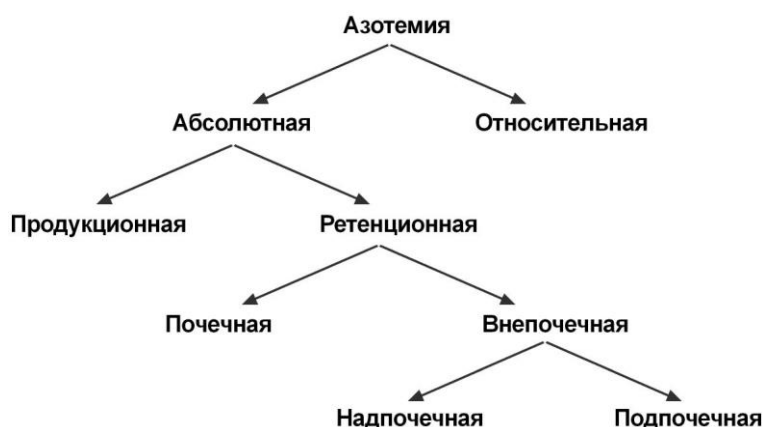 Азотемия
Абсолютная
Относительная
Продукционная
Ретенционная
Почечная
Внепочечная
Надпочечная
Подпочечная